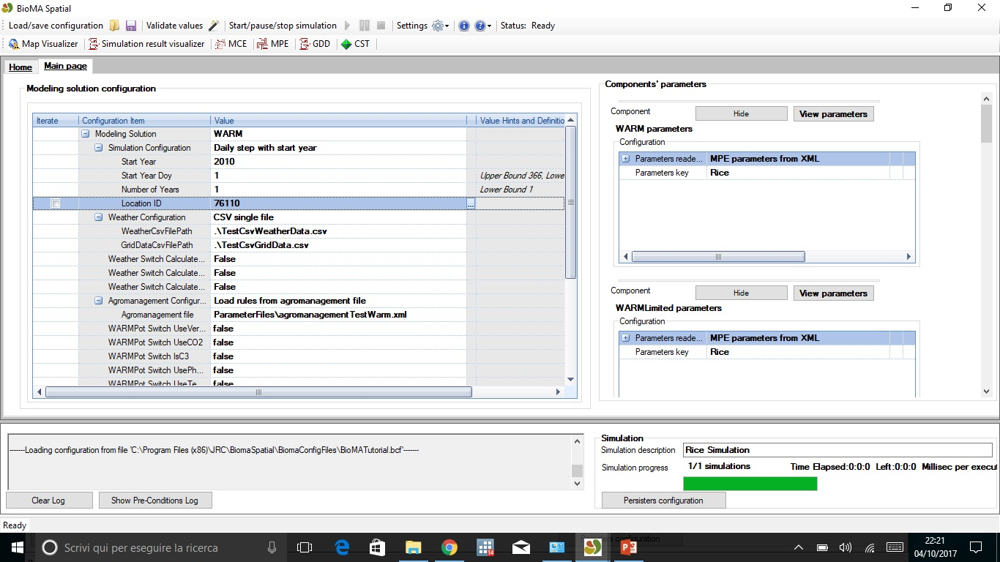 BioMA Spatial
Load/save configuration Validate values Start/pause/stop simulation Settings Status: Ready
Map Visualizer Simulation result visualizer MCE MPE GDD CST
Home Main page
Modeling solution configuration
Iterate Configuration Item Value Value Hints and Definitio
Modeling Solution WARM
Simulation Configuration Daily step with start year
Start Year 2010
Start Year Doy 1 Upper Bound 366, Lowe
Number of Years 1 Lower Bound 1
Location ID 76110 ...
Weather Configuration CSV single file
WeatherCsvFilePath .\TestCsvWeatherData.csv
GridDataCsvFilePath .\TestCsvGridData.csv
Weather Switch Calculate... False
Weather Switch Calculate... False
Weather Switch Calculate... False
Agromanagement Configur... Load rules from agromanagement file
Agromanagement file ParameterFiles\agromanagementTestWarm.xml
WARMPot Switch UseVer... false
WARMPot Switch UseCO2 false
WARMPot Switch IsC3 false
WARMPot Switch UsePh... false
WARMPot Switch UseTe... false
Components' parameters
Component Hide View parameters
WARM parameters
Configuration
Parameters reade... MPE parameters from XML
Parameters key Rice
Component Hide View parameters
WARMLimited parameters
Configuration
Parameters reade... MPE parameters from XML
Parameters key Rice
-------Loading configuration from file 'C:\Program Files (x86)\JRC\BiomaSpatial\BiomaConfigFiles\BioMATutorial.bcf'-------
Clear Log Show Pre-Conditions Log
Simulation
Simulation description Rice Simulation
Simulation progress 1/1 simulations Time Elapsed:0:0:0 Left:0:0:0 Millisec per execut
Persisters configuration
Ready
Scrivi qui per eseguire la ricerca
22:21
04/10/2017